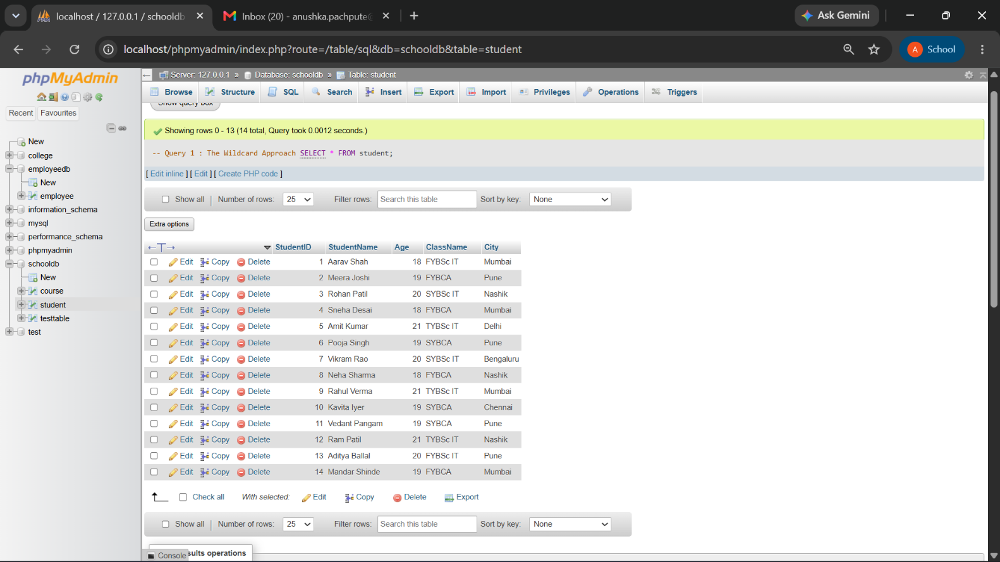 localhost / 127.0.0.1 / schooldb
Inbox (20) - anushka.pachpute@
Ask Gemini
localhost/phpmyadmin/index.php?route=/table/sql&db=schooldb&table=student
A School
phpMyAdmin
Recent Favourites
New
college
employeedb
New
employee
information_schema
mysql
performance_schema
phpmyadmin
schooldb
New
course
student
testtable
test
Server: 127.0.0.1 » Database: schooldb » Table: student
Browse Structure SQL Search Insert Export Import Privileges Operations Triggers
Show query box
Showing rows 0 - 13 (14 total, Query took 0.0012 seconds.)
-- Query 1 : The Wildcard Approach SELECT * FROM student;
[ Edit inline ] [ Edit ] [ Create PHP code ]
Show all | Number of rows: 25 Filter rows: Search this table Sort by key: None
Extra options
StudentID StudentName Age ClassName City
Edit Copy Delete 1 Aarav Shah 18 FYBSc IT Mumbai
Edit Copy Delete 2 Meera Joshi 19 FYBCA Pune
Edit Copy Delete 3 Rohan Patil 20 SYBSc IT Nashik
Edit Copy Delete 4 Sneha Desai 18 FYBCA Mumbai
Edit Copy Delete 5 Amit Kumar 21 TYBSc IT Delhi
Edit Copy Delete 6 Pooja Singh 19 SYBCA Pune
Edit Copy Delete 7 Vikram Rao 20 SYBSc IT Bengaluru
Edit Copy Delete 8 Neha Sharma 18 FYBCA Nashik
Edit Copy Delete 9 Rahul Verma 21 TYBSc IT Mumbai
Edit Copy Delete 10 Kavita Iyer 19 SYBCA Chennai
Edit Copy Delete 11 Vedant Pangam 19 SYBCA Pune
Edit Copy Delete 12 Ram Patil 21 TYBSc IT Nashik
Edit Copy Delete 13 Aditya Ballal 20 FYBSc IT Pune
Edit Copy Delete 14 Mandar Shinde 19 FYBCA Mumbai
Check all With selected: Edit Copy Delete Export
Show all | Number of rows: 25 Filter rows: Search this table Sort by key: None
Console sults operations